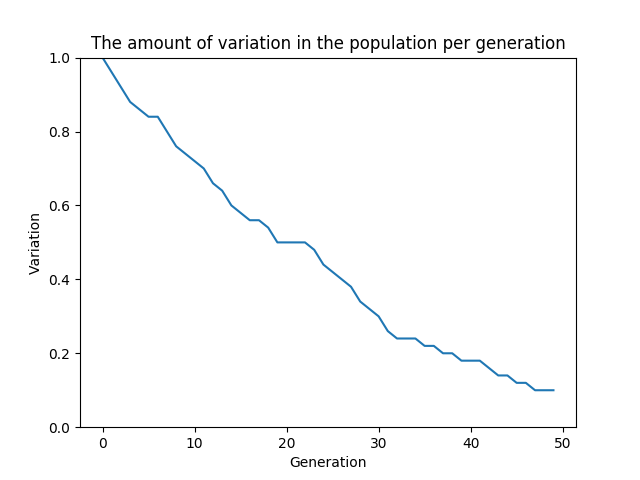 The amount of variation in the population per generation
1.0
0.8
0.6
0.4
0.2
0.0
Variation
0 10 20 30 40 50
Generation